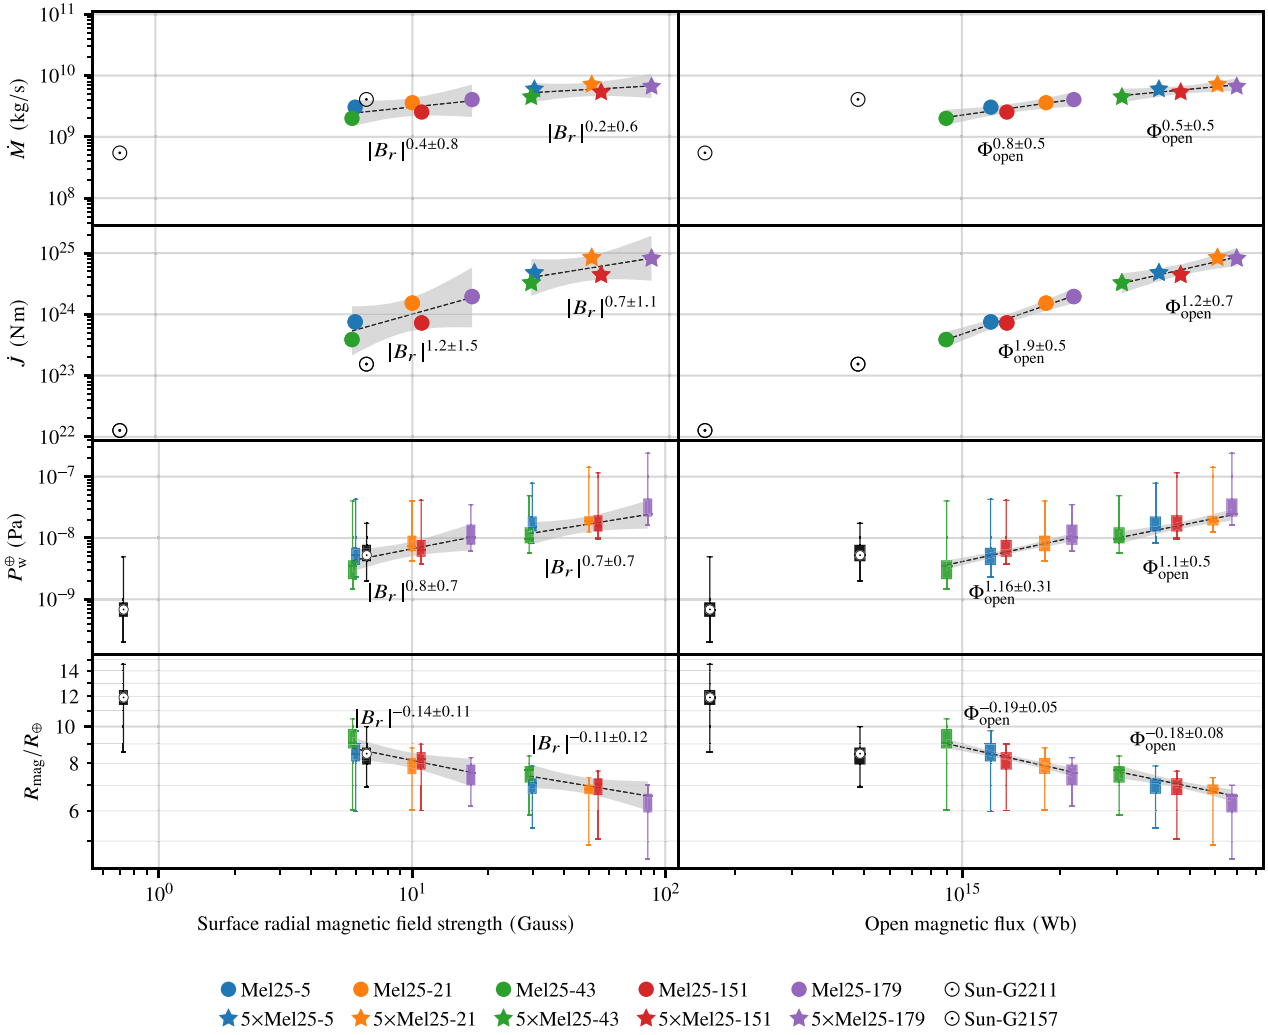 10^11
10^10
10^9
10^8
Ṁ (kg/s)
|B_r|^0.4±0.8
|B_r|^0.2±0.6
Φ_open^0.8±0.5
Φ_open^0.5±0.5
10^25
10^24
10^23
10^22
J̇ (N m)
|B_r|^1.2±1.5
|B_r|^0.7±1.1
Φ_open^1.9±0.5
Φ_open^1.2±0.7
10^−7
10^−8
10^−9
P_w^⊕ (Pa)
|B_r|^0.8±0.7
|B_r|^0.7±0.7
Φ_open^1.16±0.31
Φ_open^1.1±0.5
14
12
10
8
6
R_mag/R_⊕
|B_r|^−0.14±0.11
|B_r|^−0.11±0.12
Φ_open^−0.19±0.05
Φ_open^−0.18±0.08
10^0 10^1 10^2 10^15
Surface radial magnetic field strength (Gauss) Open magnetic flux (Wb)
Mel25-5 Mel25-21 Mel25-43 Mel25-151 Mel25-179 Sun-G2211
5×Mel25-5 5×Mel25-21 5×Mel25-43 5×Mel25-151 5×Mel25-179 Sun-G2157